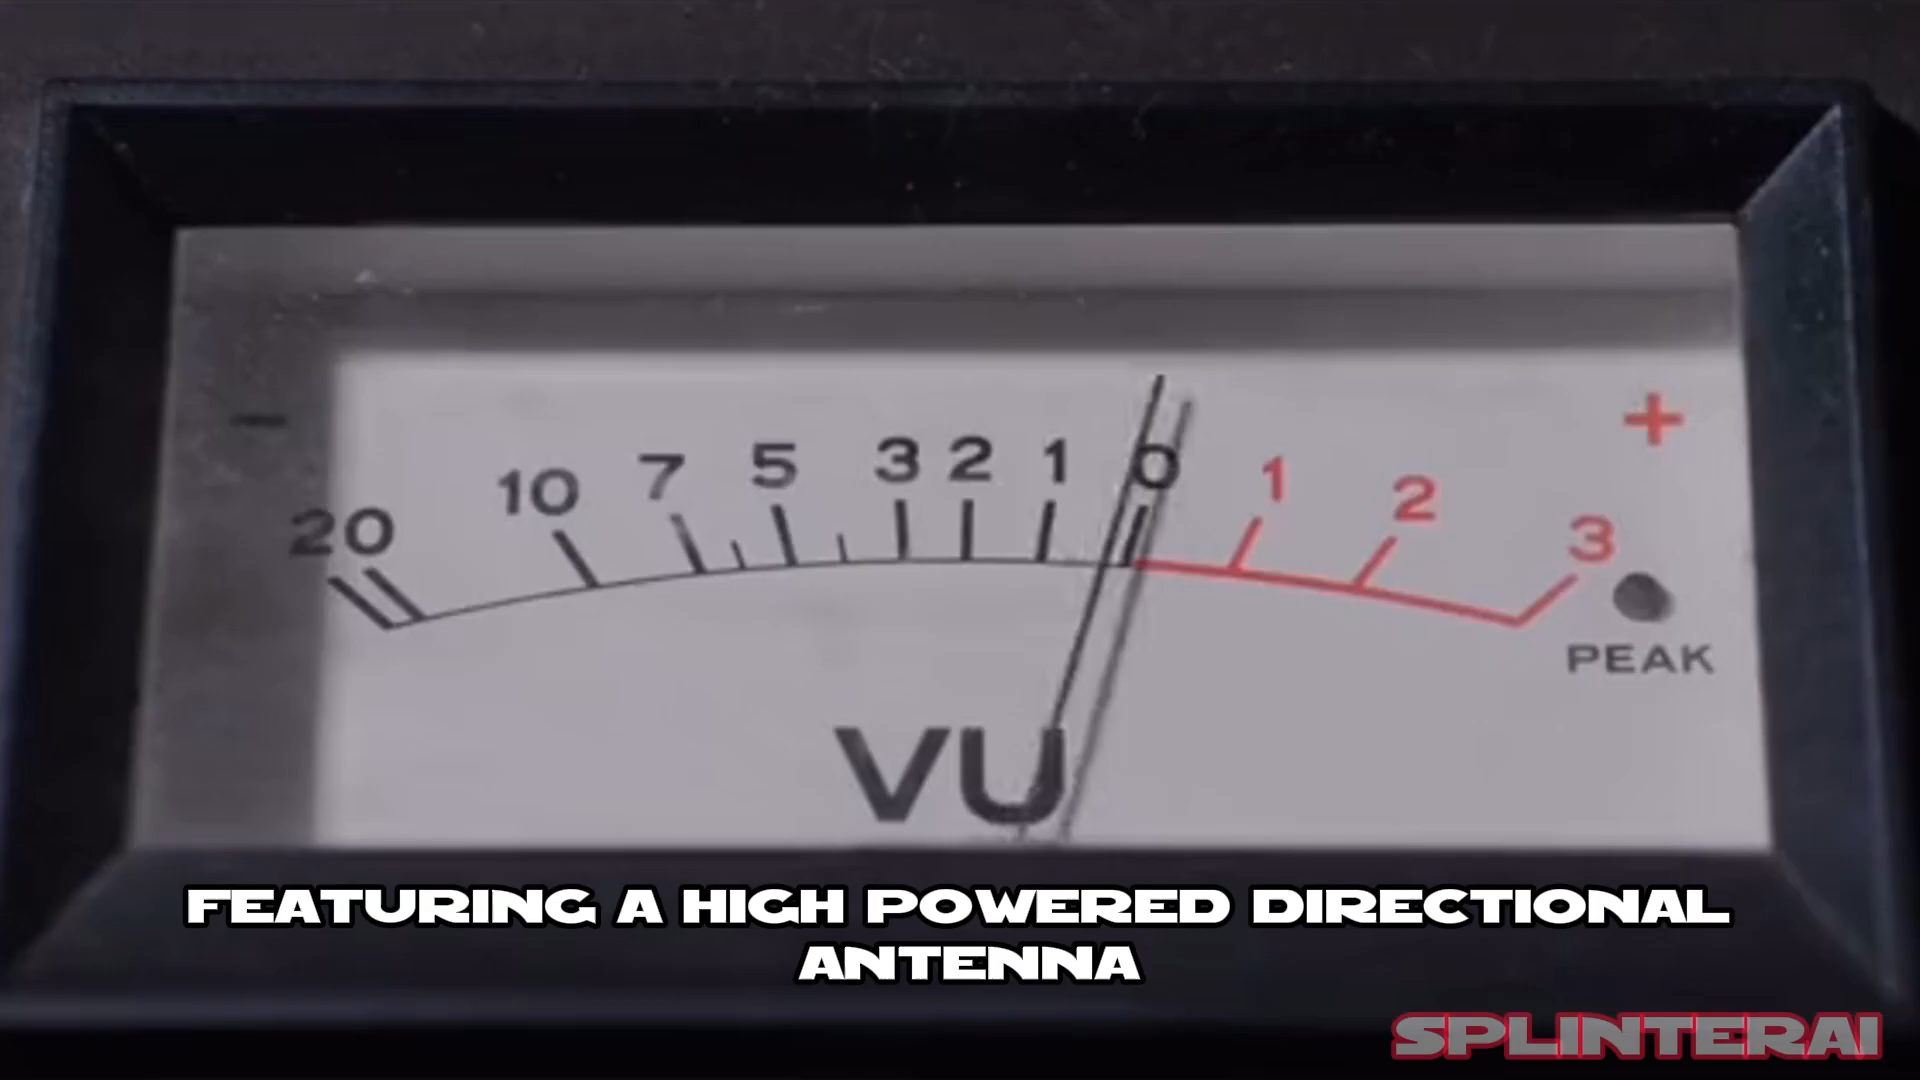 − +
20 10 7 5 3 2 1 0 1 2 3
PEAK
VU
FEATURING A HIGH POWERED DIRECTIONAL
ANTENNA
SPLINTERAI